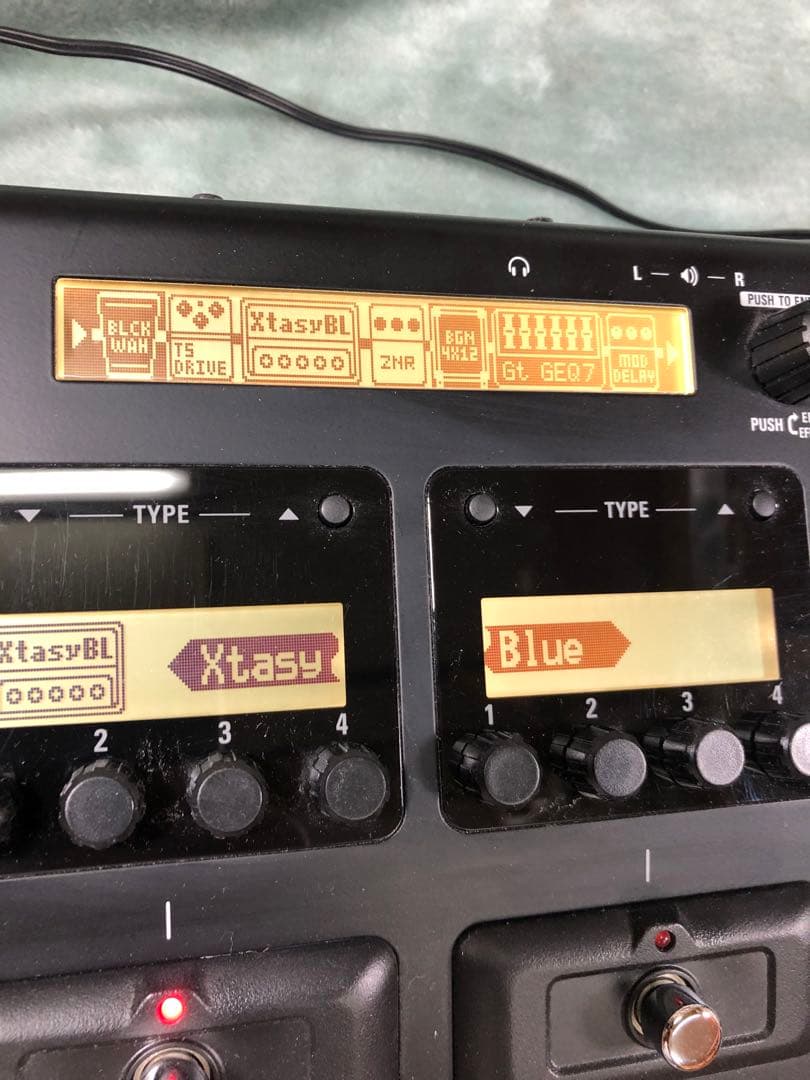 L R
PUSH TO
BLCK
WAH
TS
DRIVE
XtasyBL
ZNR
BGN
4X12
Gt GEQ7
MOD
DELAY
PUSH
TYPE
TYPE
XtasyBL
Xtasy
Blue
2 3 4
1 2 3 4